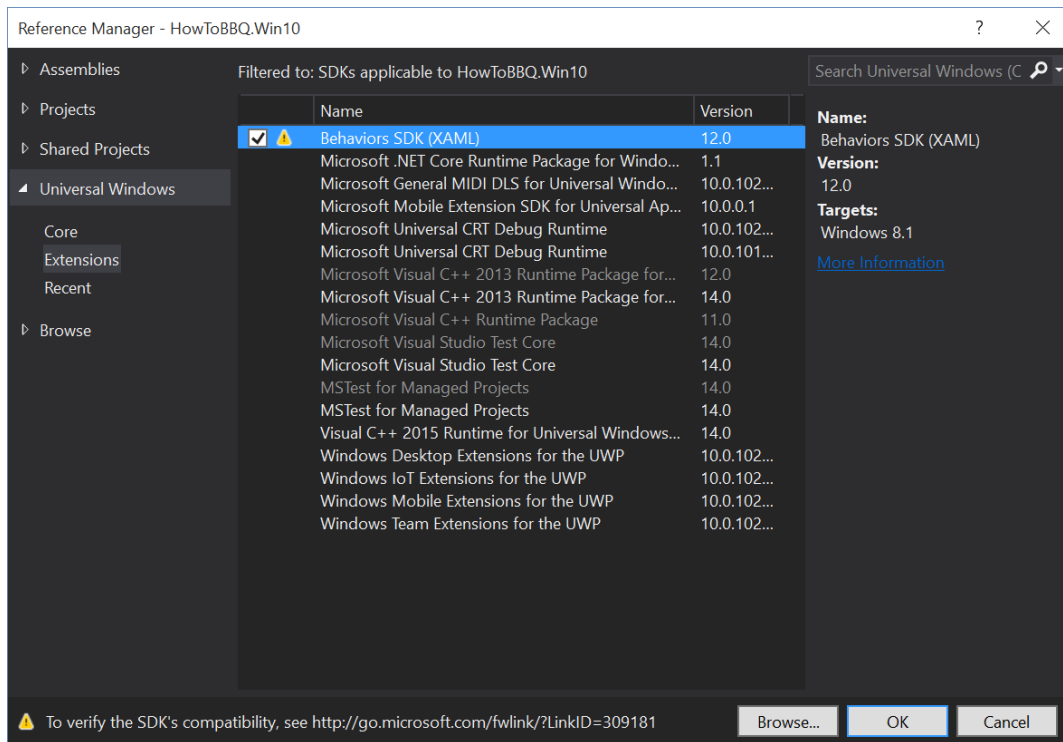 Reference Manager - HowToBBQ.Win10
Assemblies
Projects
Shared Projects
Universal Windows
Core
Extensions
Recent
Browse
Filtered to: SDKs applicable to HowToBBQ.Win10
Name Version
Behaviors SDK (XAML) 12.0
Microsoft .NET Core Runtime Package for Windo... 1.1
Microsoft General MIDI DLS for Universal Windo... 10.0.102...
Microsoft Mobile Extension SDK for Universal Ap... 10.0.0.1
Microsoft Universal CRT Debug Runtime 10.0.102...
Microsoft Universal CRT Debug Runtime 10.0.101...
Microsoft Visual C++ 2013 Runtime Package for... 12.0
Microsoft Visual C++ 2013 Runtime Package for... 14.0
Microsoft Visual C++ Runtime Package 11.0
Microsoft Visual Studio Test Core 14.0
Microsoft Visual Studio Test Core 14.0
MSTest for Managed Projects 14.0
MSTest for Managed Projects 14.0
Visual C++ 2015 Runtime for Universal Windows... 14.0
Windows Desktop Extensions for the UWP 10.0.102...
Windows IoT Extensions for the UWP 10.0.102...
Windows Mobile Extensions for the UWP 10.0.102...
Windows Team Extensions for the UWP 10.0.102...
Search Universal Windows (C
Name:
Behaviors SDK (XAML)
Version:
12.0
Targets:
Windows 8.1
More Information
To verify the SDK's compatibility, see http://go.microsoft.com/fwlink/?LinkID=309181
Browse... OK Cancel